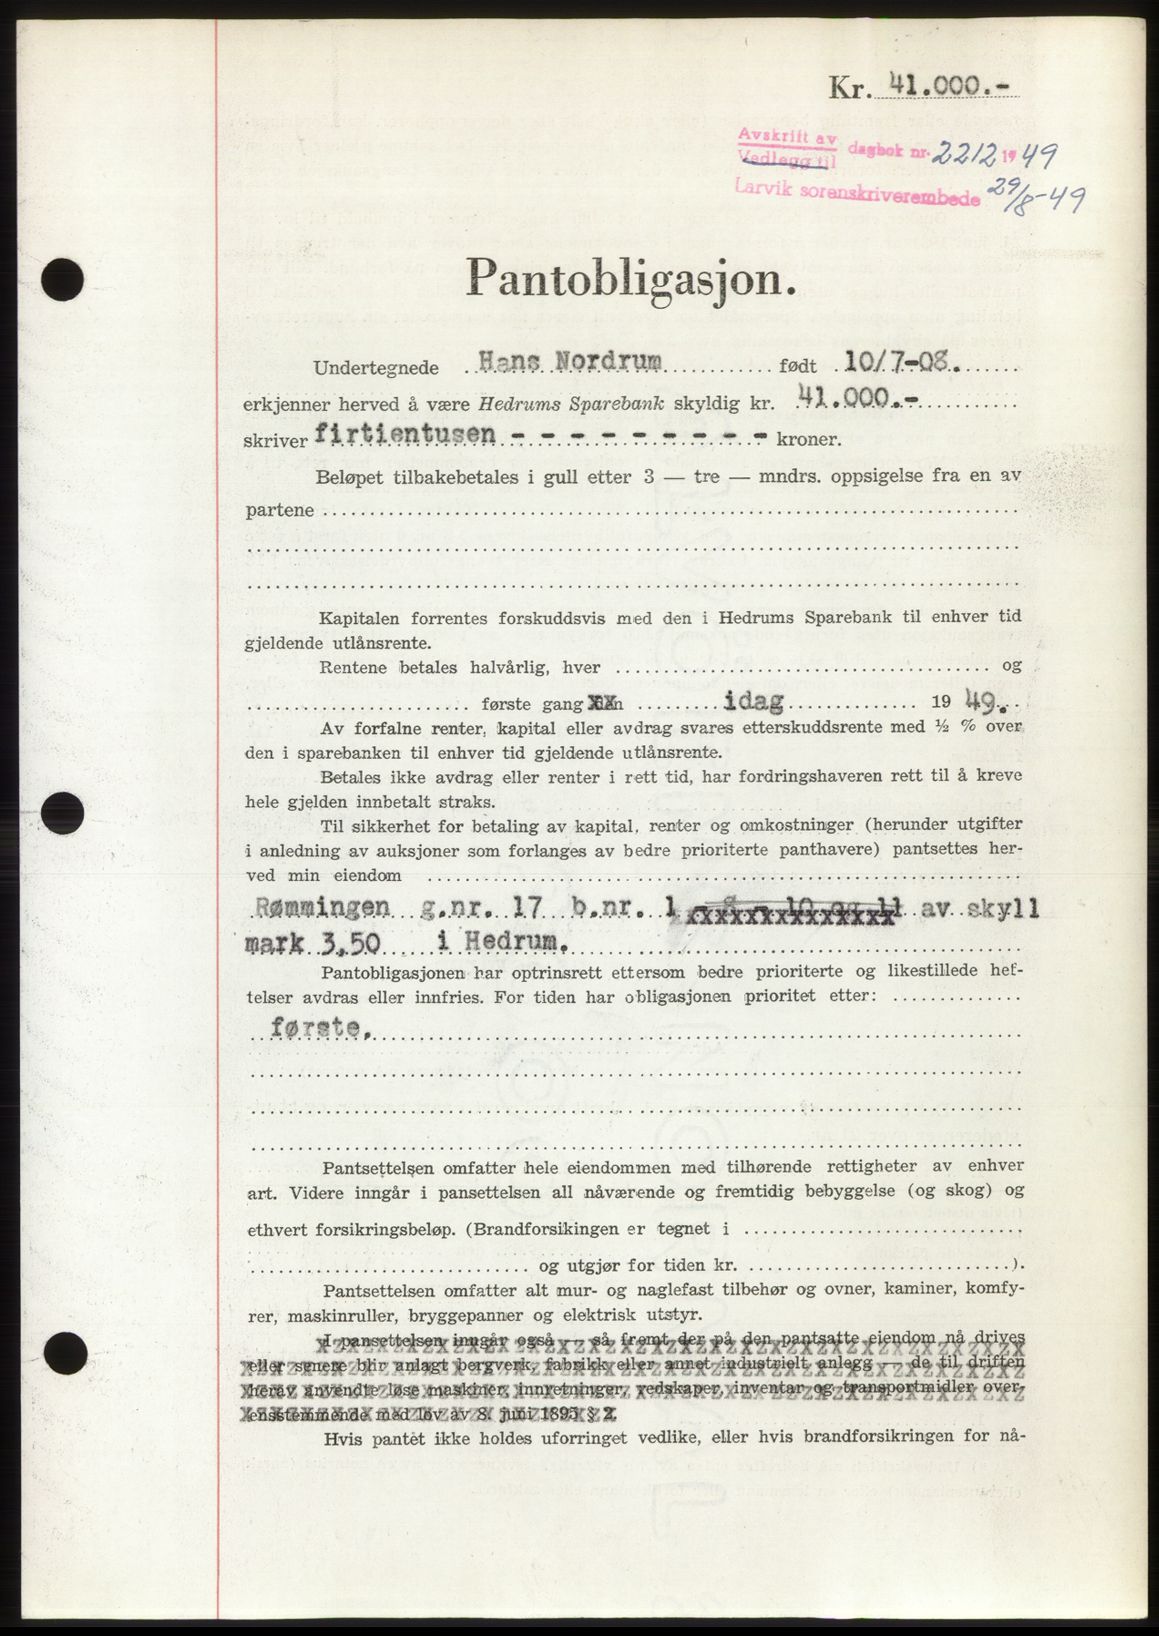 Kr. 41.000.-
Avskrift av
Vedlegg til
dagbok nr. 2212 19 49
Larvik sorenskriverembede 29/8-49
Pantobligasjon.
Undertegnede Hans Nordrum født 10/7-08.
erkjenner herved å være Hedrums Sparebank skyldig kr. 41.000.-
skriver firtientusen - - - - - - - - - kroner.
Beløpet tilbakebetales i gull etter 3 — tre — mndrs. oppsigelse fra en av
partene
Kapitalen forrentes forskuddsvis med den i Hedrums Sparebank til enhver tid
gjeldende utlånsrente.
Rentene betales halvårlig, hver og
første gang xxn idag 19 49.
Av forfalne renter, kapital eller avdrag svares etterskuddsrente med ½ % over
den i sparebanken til enhver tid gjeldende utlånsrente.
Betales ikke avdrag eller renter i rett tid, har fordringshaveren rett til å kreve
hele gjelden innbetalt straks.
Til sikkerhet for betaling av kapital, renter og omkostninger (herunder utgifter
i anledning av auksjoner som forlanges av bedre prioriterte panthavere) pantsettes her-
ved min eiendom
Rømmingen g.nr. 17 b.nr. 1 - 8 - 10 og 11 av skyll
mark 3,50 i Hedrum.
Pantobligasjonen har optrinsrett ettersom bedre prioriterte og likestillede hef-
telser avdras eller innfries. For tiden har obligasjonen prioritet etter:
første.
Pantsettelsen omfatter hele eiendommen med tilhørende rettigheter av enhver
art. Videre inngår i pansettelsen all nåværende og fremtidig bebyggelse (og skog) og
ethvert forsikringsbeløp. (Brandforsikingen er tegnet i
og utgjør for tiden kr. ).
Pantsettelsen omfatter alt mur- og naglefast tilbehør og ovner, kaminer, komfy-
rer, maskinruller, bryggepanner og elektrisk utstyr.
I pansettelsen inngår også — så fremt der på den pantsatte eiendom nå drives
eller senere blir anlagt bergverk, fabrikk eller annet industrielt anlegg — de til driften
herav anvendte løse maskiner, innretninger, redskaper, inventar og transportmidler over-
ensstemmende med lov av 8. juni 1895 § 2.
Hvis pantet ikke holdes uforringet vedlike, eller hvis brandforsikringen for nå-